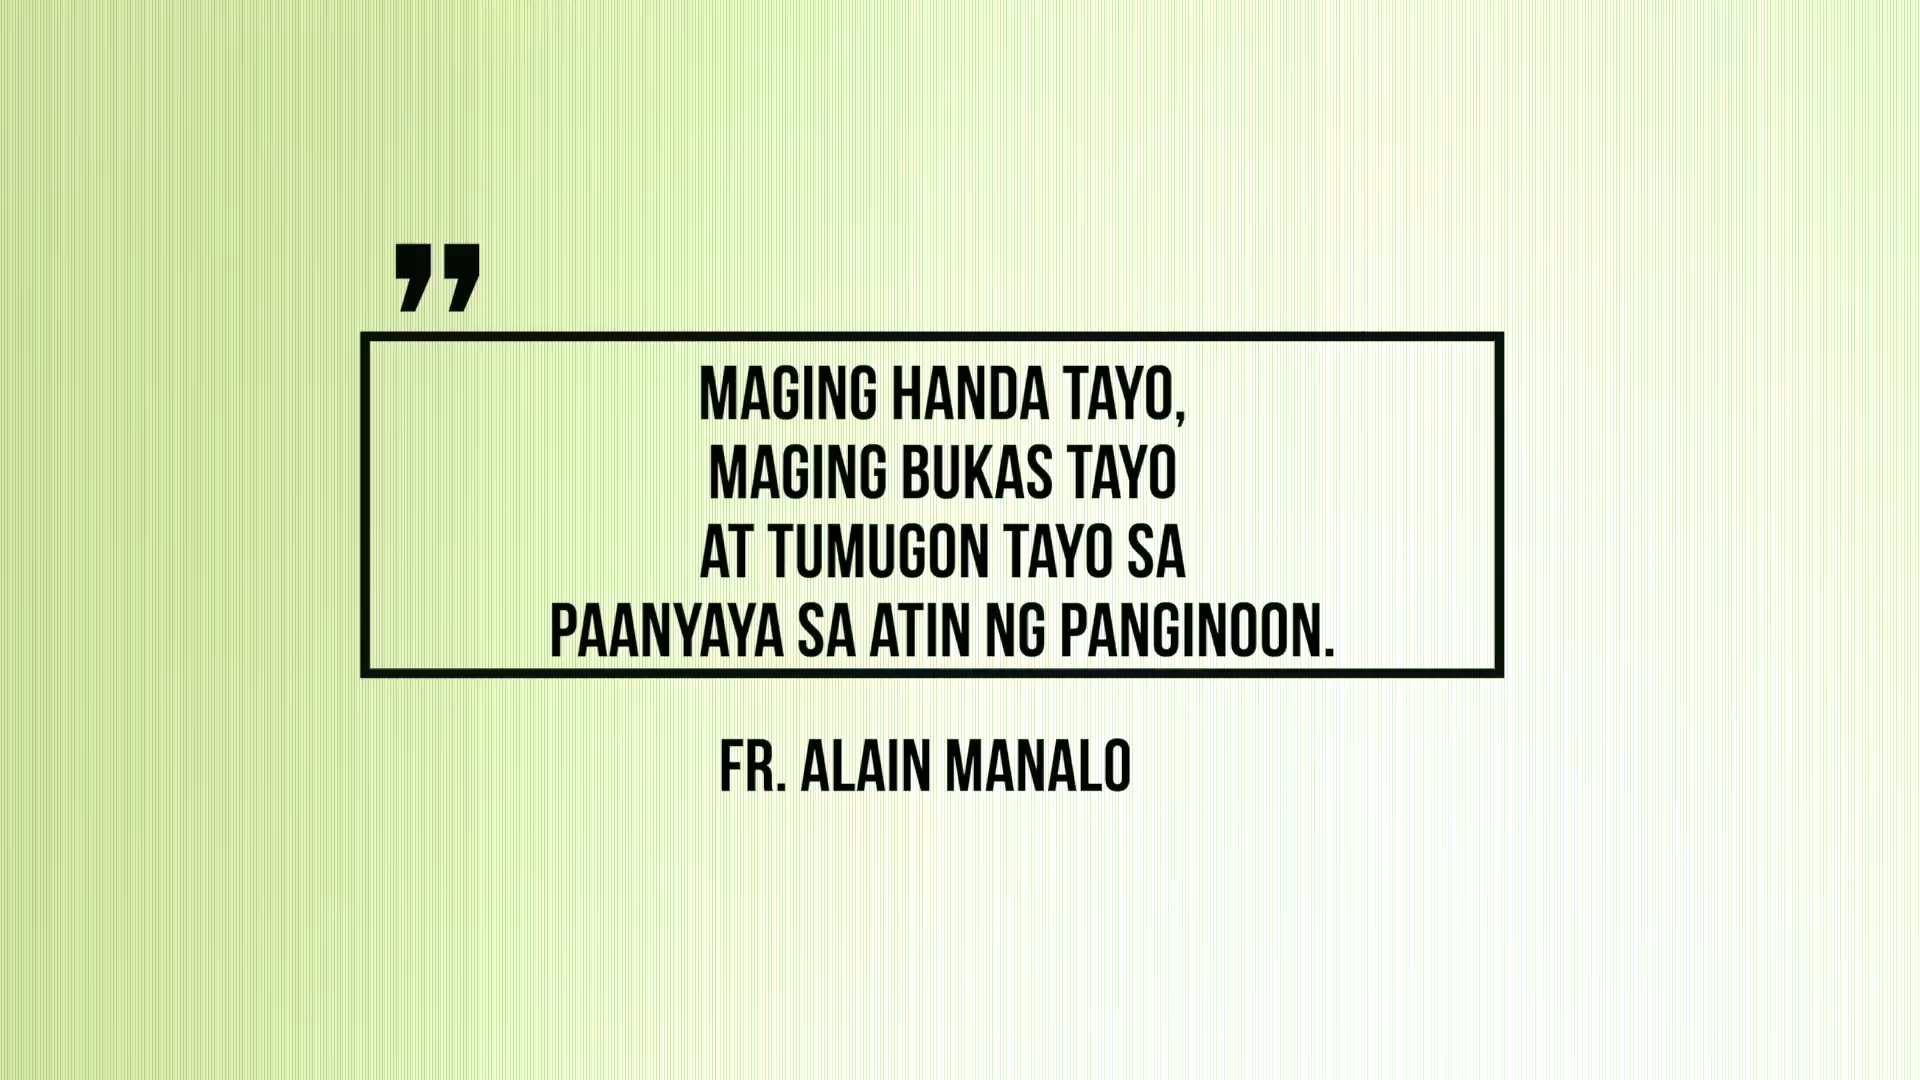 ”
MAGING HANDA TAYO,
MAGING BUKAS TAYO
AT TUMUGON TAYO SA
PAANYAYA SA ATIN NG PANGINOON.
FR. ALAIN MANALO